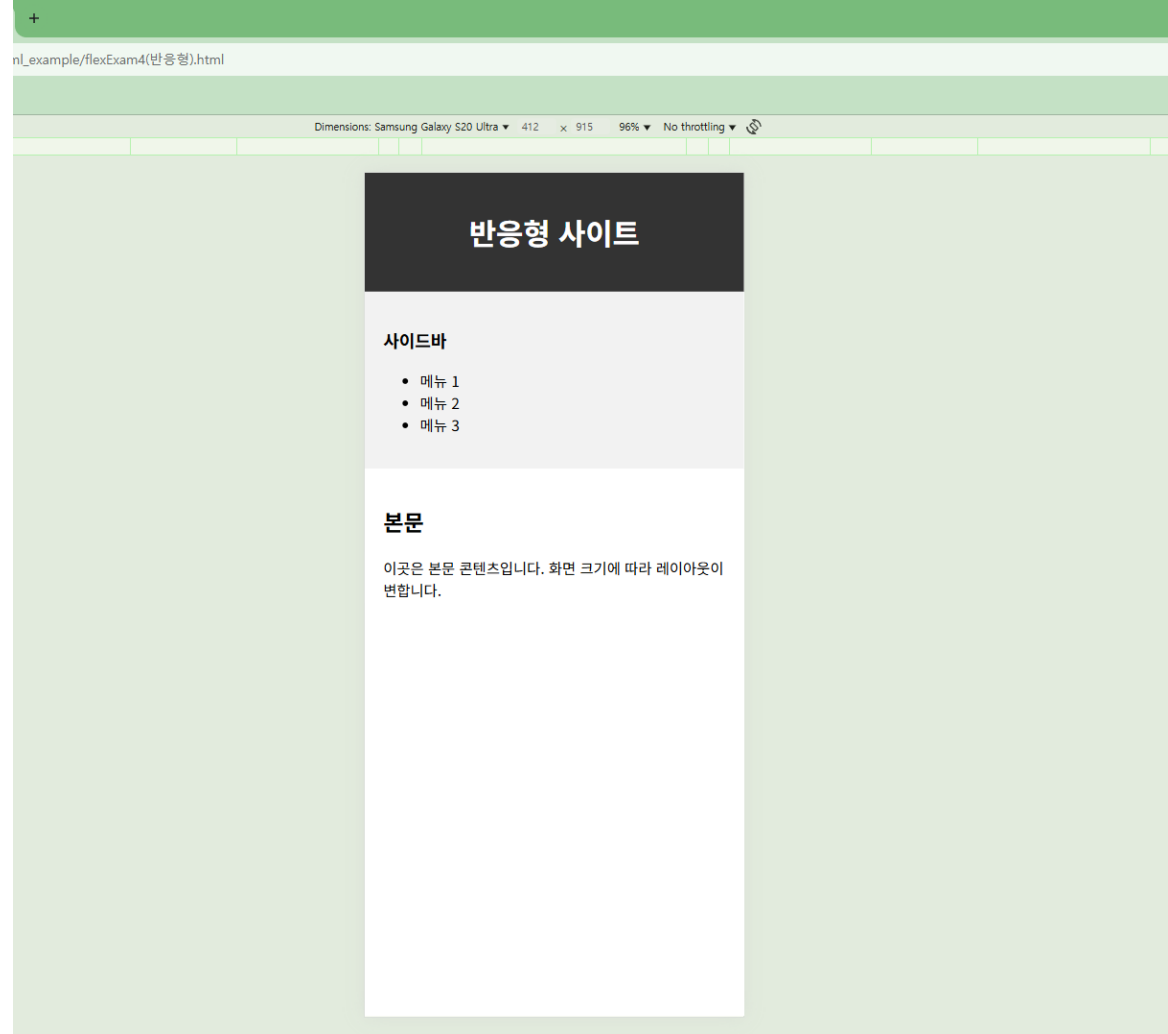 +
ml_example/flexExam4(반응형).html
Dimensions: Samsung Galaxy S20 Ultra ▼ 412 × 915 96% ▼ No throttling ▼
반응형 사이트
사이드바
• 메뉴 1
• 메뉴 2
• 메뉴 3
본문
이곳은 본문 콘텐츠입니다. 화면 크기에 따라 레이아웃이
변합니다.